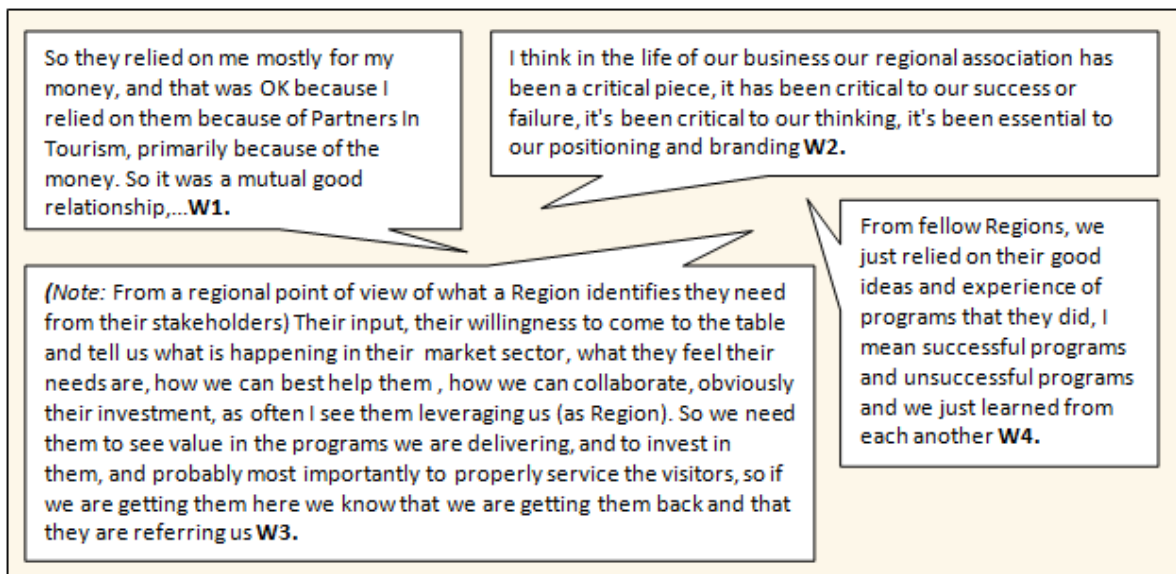 So they relied on me mostly for my
money, and that was OK because I
relied on them because of Partners In
Tourism, primarily because of the
money. So it was a mutual good
relationship,...W1.
I think in the life of our business our regional association has
been a critical piece, it has been critical to our success or
failure, it's been critical to our thinking, it's been essential to
our positioning and branding W2.
(Note: From a regional point of view of what a Region identifies they need
from their stakeholders) Their input, their willingness to come to the table
and tell us what is happening in their market sector, what they feel their
needs are, how we can best help them , how we can collaborate, obviously
their investment, as often I see them leveraging us (as Region). So we need
them to see value in the programs we are delivering, and to invest in
them, and probably most importantly to properly service the visitors, so if
we are getting them here we know that we are getting them back and that
they are referring us W3.
From fellow Regions, we
just relied on their good
ideas and experience of
programs that they did, I
mean successful programs
and unsuccessful programs
and we just learned from
each another W4.